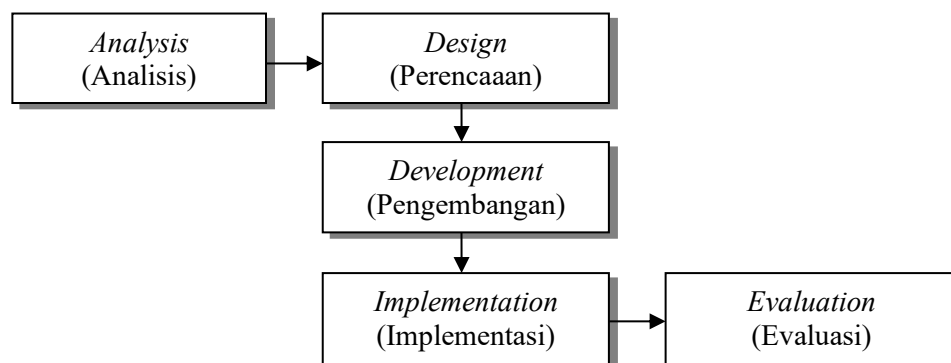 Analysis
(Analisis)
Design
(Perencaaan)
Development
(Pengembangan)
Implementation
(Implementasi)
Evaluation
(Evaluasi)